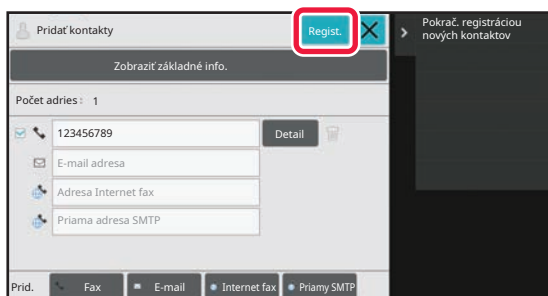 Pridať kontakty
Regist.
Pokrač. registráciou
nových kontaktov
Zobraziť základné info.
Počet adries: 1
123456789
Detail
E-mail adresa
Adresa Internet fax
Priama adresa SMTP
Prid.
Fax
E-mail
Internet fax
Priamy SMTP